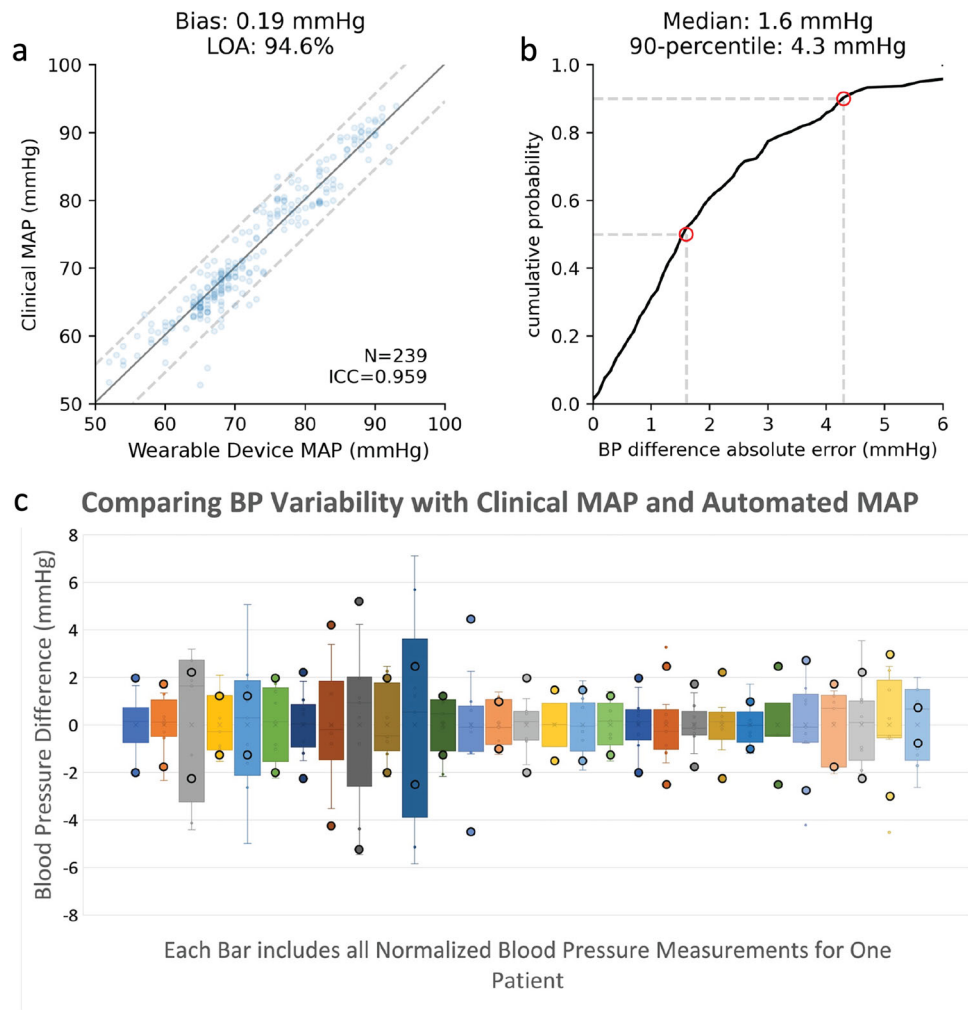 a
Bias: 0.19 mmHg
LOA: 94.6%
100
90
80
70
60
50
Clinical MAP (mmHg)
N=239
ICC=0.959
50 60 70 80 90 100
Wearable Device MAP (mmHg)
b
Median: 1.6 mmHg
90-percentile: 4.3 mmHg
1.0
0.8
0.6
0.4
0.2
0.0
cumulative probability
0 1 2 3 4 5 6
BP difference absolute error (mmHg)
c
Comparing BP Variability with Clinical MAP and Automated MAP
8
6
4
2
0
-2
-4
-6
-8
Blood Pressure Difference (mmHg)
Each Bar includes all Normalized Blood Pressure Measurements for One
Patient